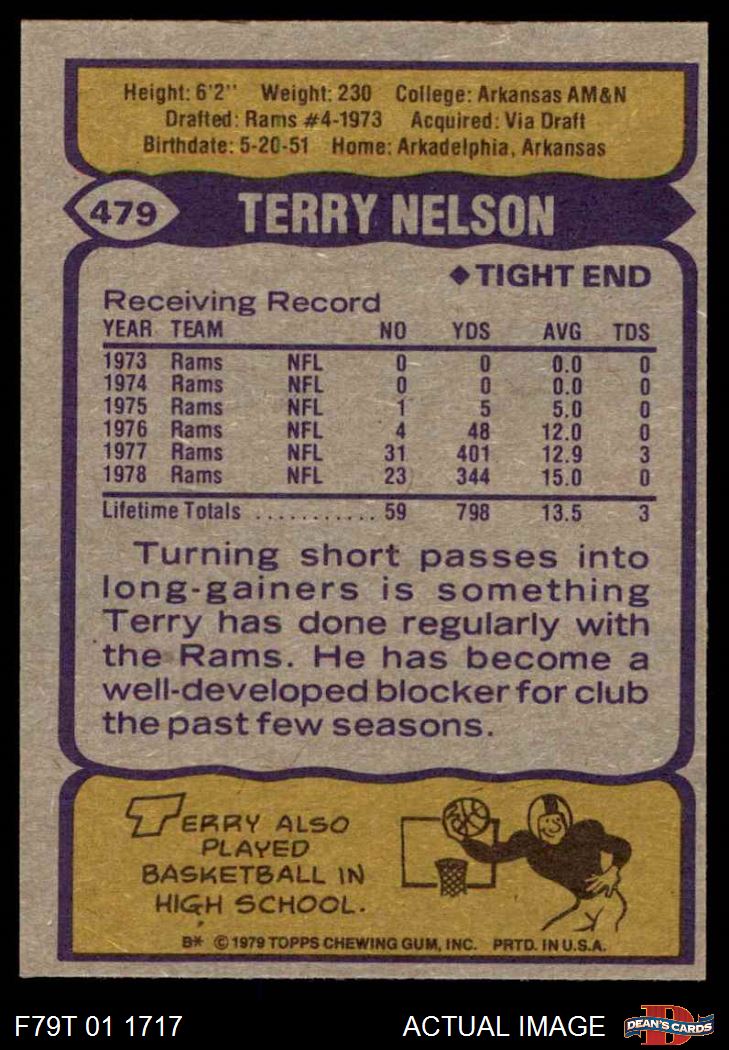 Height: 6'2" Weight: 230 College: Arkansas AM&N
Drafted: Rams #4-1973 Acquired: Via Draft
Birthdate: 5-20-51 Home: Arkadelphia, Arkansas
479 TERRY NELSON
◆TIGHT END
Receiving Record
YEAR TEAM NO YDS AVG TDS
1973 Rams NFL 0 0 0.0 0
1974 Rams NFL 0 0 0.0 0
1975 Rams NFL 1 5 5.0 0
1976 Rams NFL 4 48 12.0 0
1977 Rams NFL 31 401 12.9 3
1978 Rams NFL 23 344 15.0 0
Lifetime Totals ........... 59 798 13.5 3
Turning short passes into
long-gainers is something
Terry has done regularly with
the Rams. He has become a
well-developed blocker for club
the past few seasons.
TERRY ALSO
PLAYED
BASKETBALL IN
HIGH SCHOOL.
B* © 1979 TOPPS CHEWING GUM, INC. PRTD. IN U.S.A.
F79T 01 1717 ACTUAL IMAGE DEAN'S CARDS